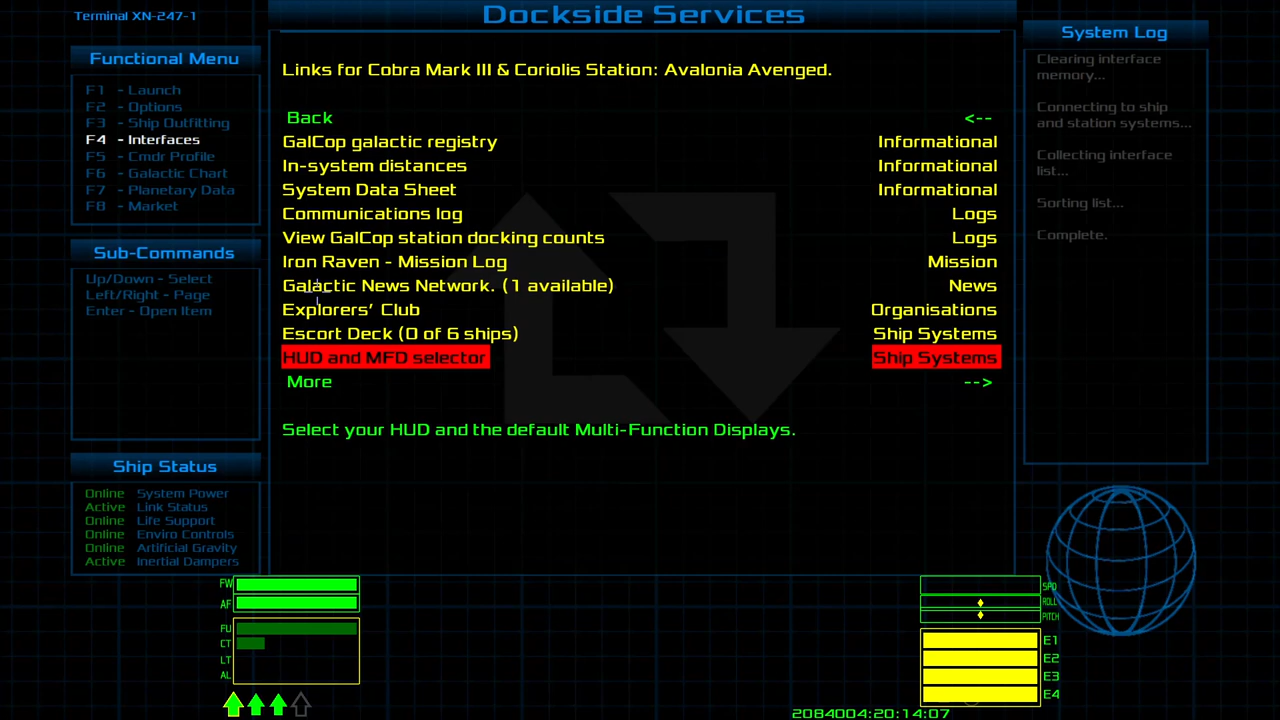 Terminal XN-247-1
Dockside Services
System Log
Functional Menu
F1 - Launch
F2 - Options
F3 - Ship Outfitting
F4 - Interfaces
F5 - Cmdr Profile
F6 - Galactic Chart
F7 - Planetary Data
F8 - Market
Sub-Commands
Up/Down - Select
Left/Right - Page
Enter - Open Item
Ship Status
Online System Power
Active Link Status
Online Life Support
Online Enviro Controls
Online Artificial Gravity
Active Inertial Dampers
Links for Cobra Mark III & Coriolis Station: Avalonia Avenged.
Back <--
GalCop galactic registry Informational
In-system distances Informational
System Data Sheet Informational
Communications log Logs
View GalCop station docking counts Logs
Iron Raven - Mission Log Mission
Galactic News Network. (1 available) News
Explorers’ Club Organisations
Escort Deck (0 of 6 ships) Ship Systems
HUD and MFD selector Ship Systems
More -->
Select your HUD and the default Multi-Function Displays.
Clearing interface
memory...
Connecting to ship
and station systems...
Collecting interface
list...
Sorting list...
Complete.
FW
AF
FU
CT
LT
AL
SPD
ROLL
PITCH
E1
E2
E3
E4
2084004:20:14:07